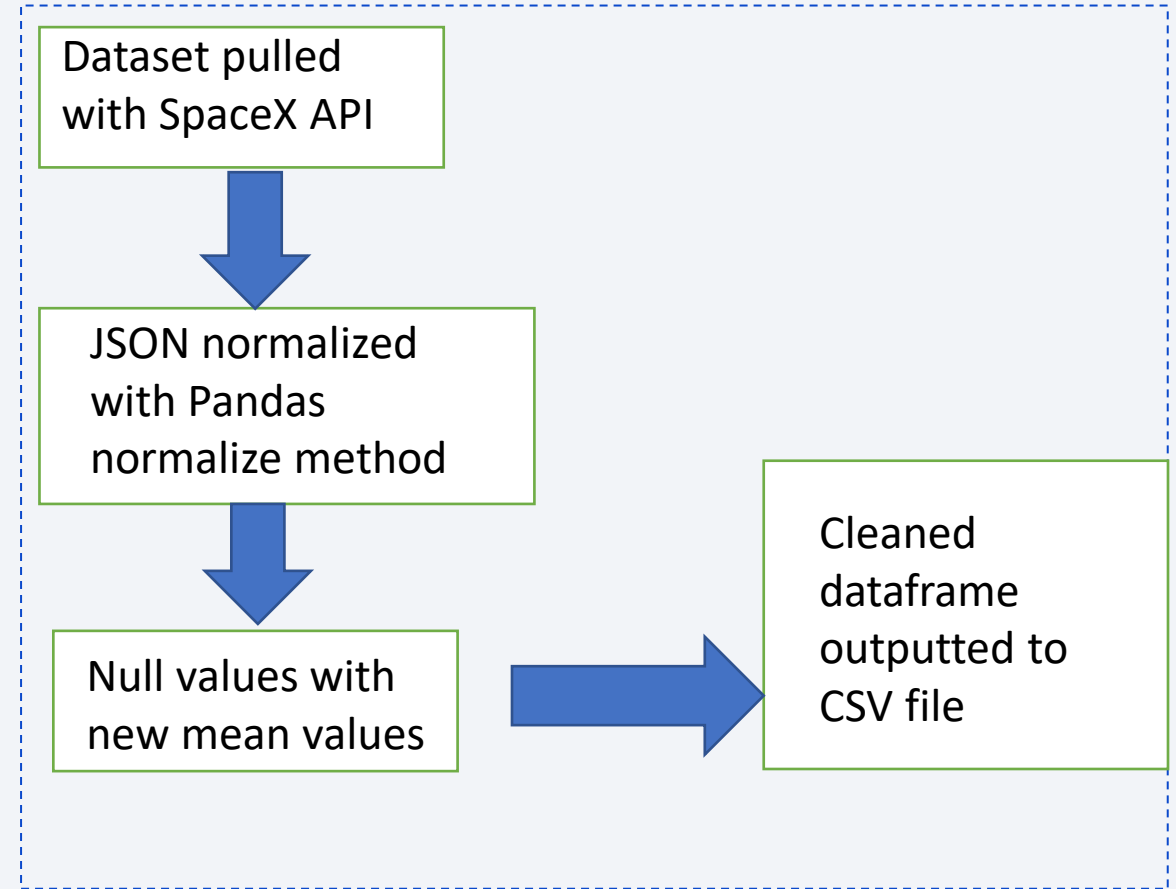 Dataset pulled
with SpaceX API
JSON normalized
with Pandas
normalize method
Null values with
new mean values
Cleaned
dataframe
outputted to
CSV file